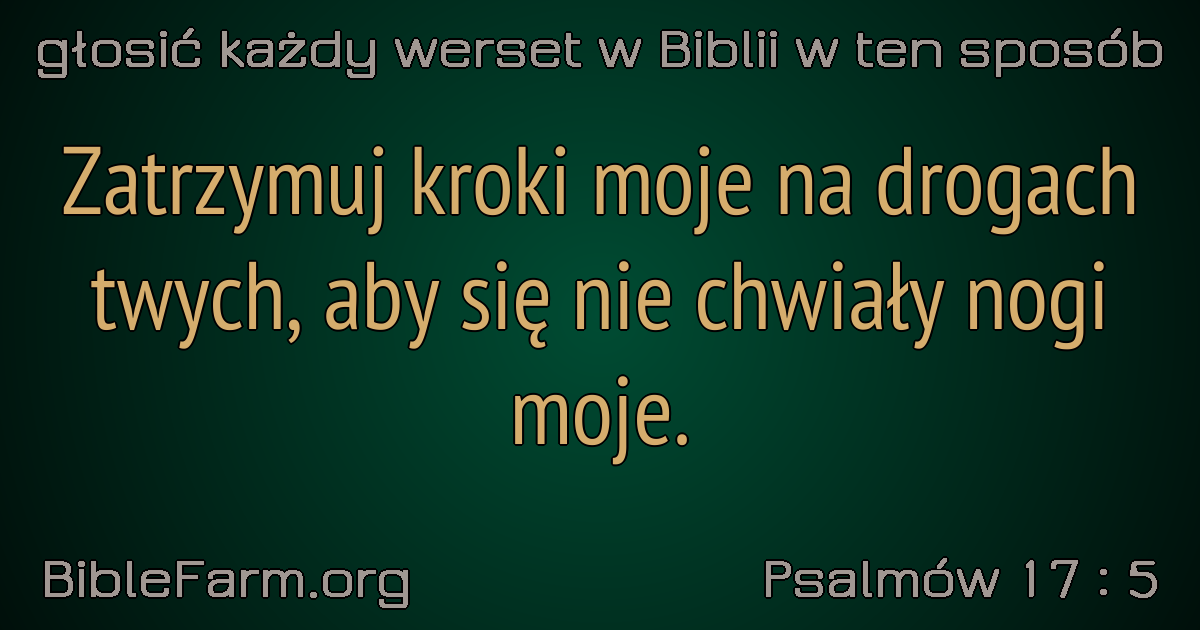 głosić każdy werset w Biblii w ten sposób
Zatrzymuj kroki moje na drogach
twych, aby się nie chwiały nogi
moje.
BibleFarm.org
Psalmów 17 : 5